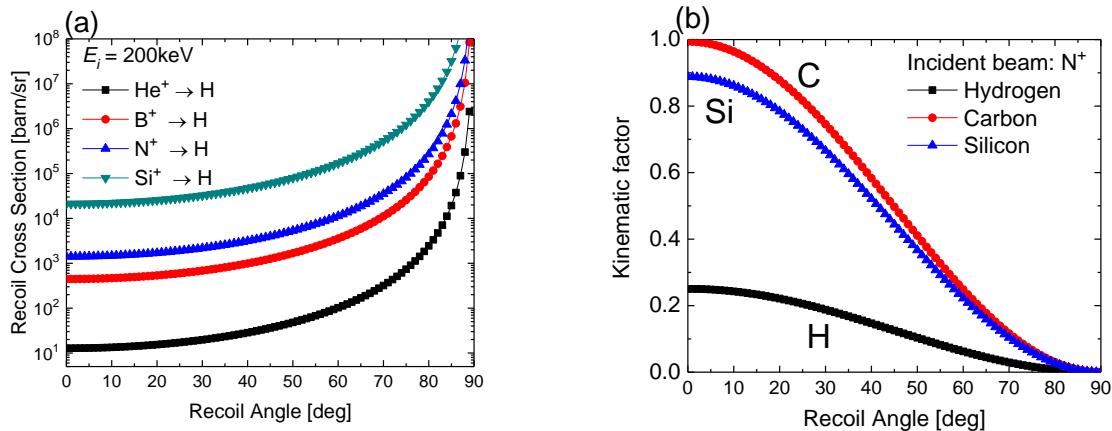 (a)
E_i = 200keV
He⁺ → H
B⁺ → H
N⁺ → H
Si⁺ → H
10⁸
10⁷
10⁶
10⁵
10⁴
10³
10²
10¹
Recoil Cross Section [barn/sr]
0 10 20 30 40 50 60 70 80 90
Recoil Angle [deg]
(b)
Incident beam: N⁺
Hydrogen
Carbon
Silicon
C
Si
H
1.0
0.8
0.6
0.4
0.2
0.0
Kinematic factor
0 10 20 30 40 50 60 70 80 90
Recoil Angle [deg]